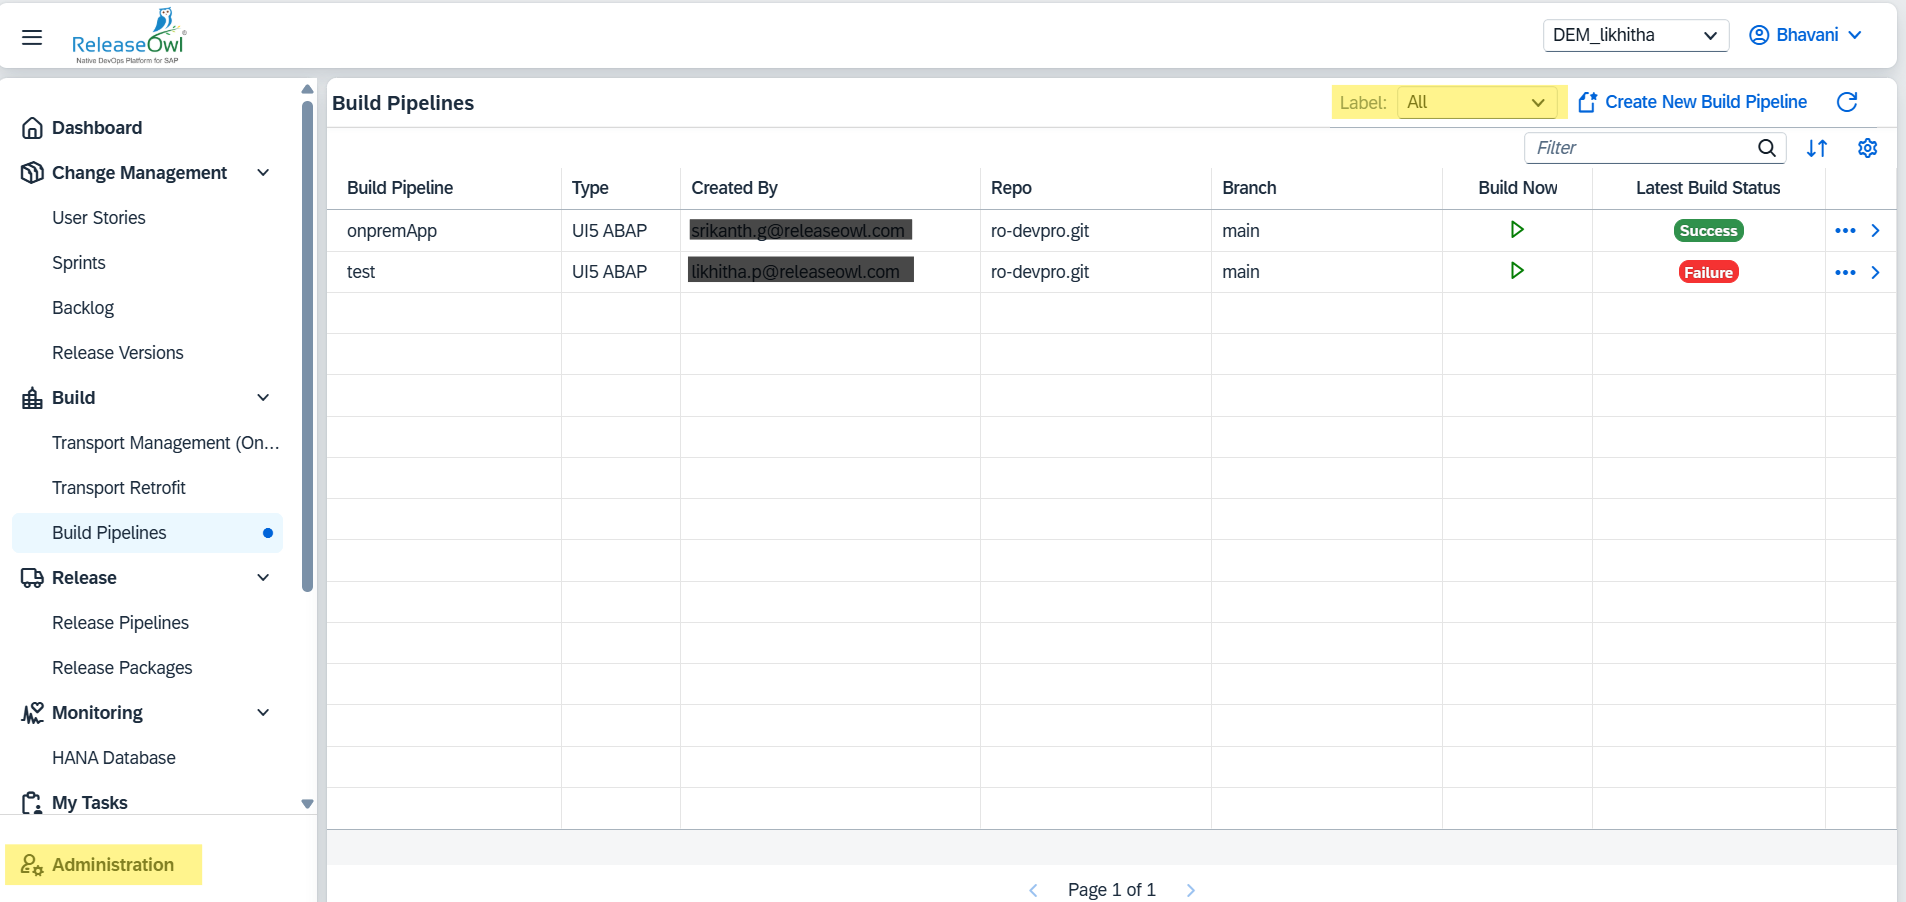 ReleaseOwl®
Native DevOps Platform for SAP
DEM_likhitha
Bhavani
Dashboard
Change Management
User Stories
Sprints
Backlog
Release Versions
Build
Transport Management (On...
Transport Retrofit
Build Pipelines
Release
Release Pipelines
Release Packages
Monitoring
HANA Database
My Tasks
Administration
Build Pipelines
Label: All
Create New Build Pipeline
Filter
Build Pipeline Type Created By Repo Branch Build Now Latest Build Status
onpremApp UI5 ABAP srikanth.g@releaseowl.com ro-devpro.git main Success
test UI5 ABAP likhitha.p@releaseowl.com ro-devpro.git main Failure
Page 1 of 1